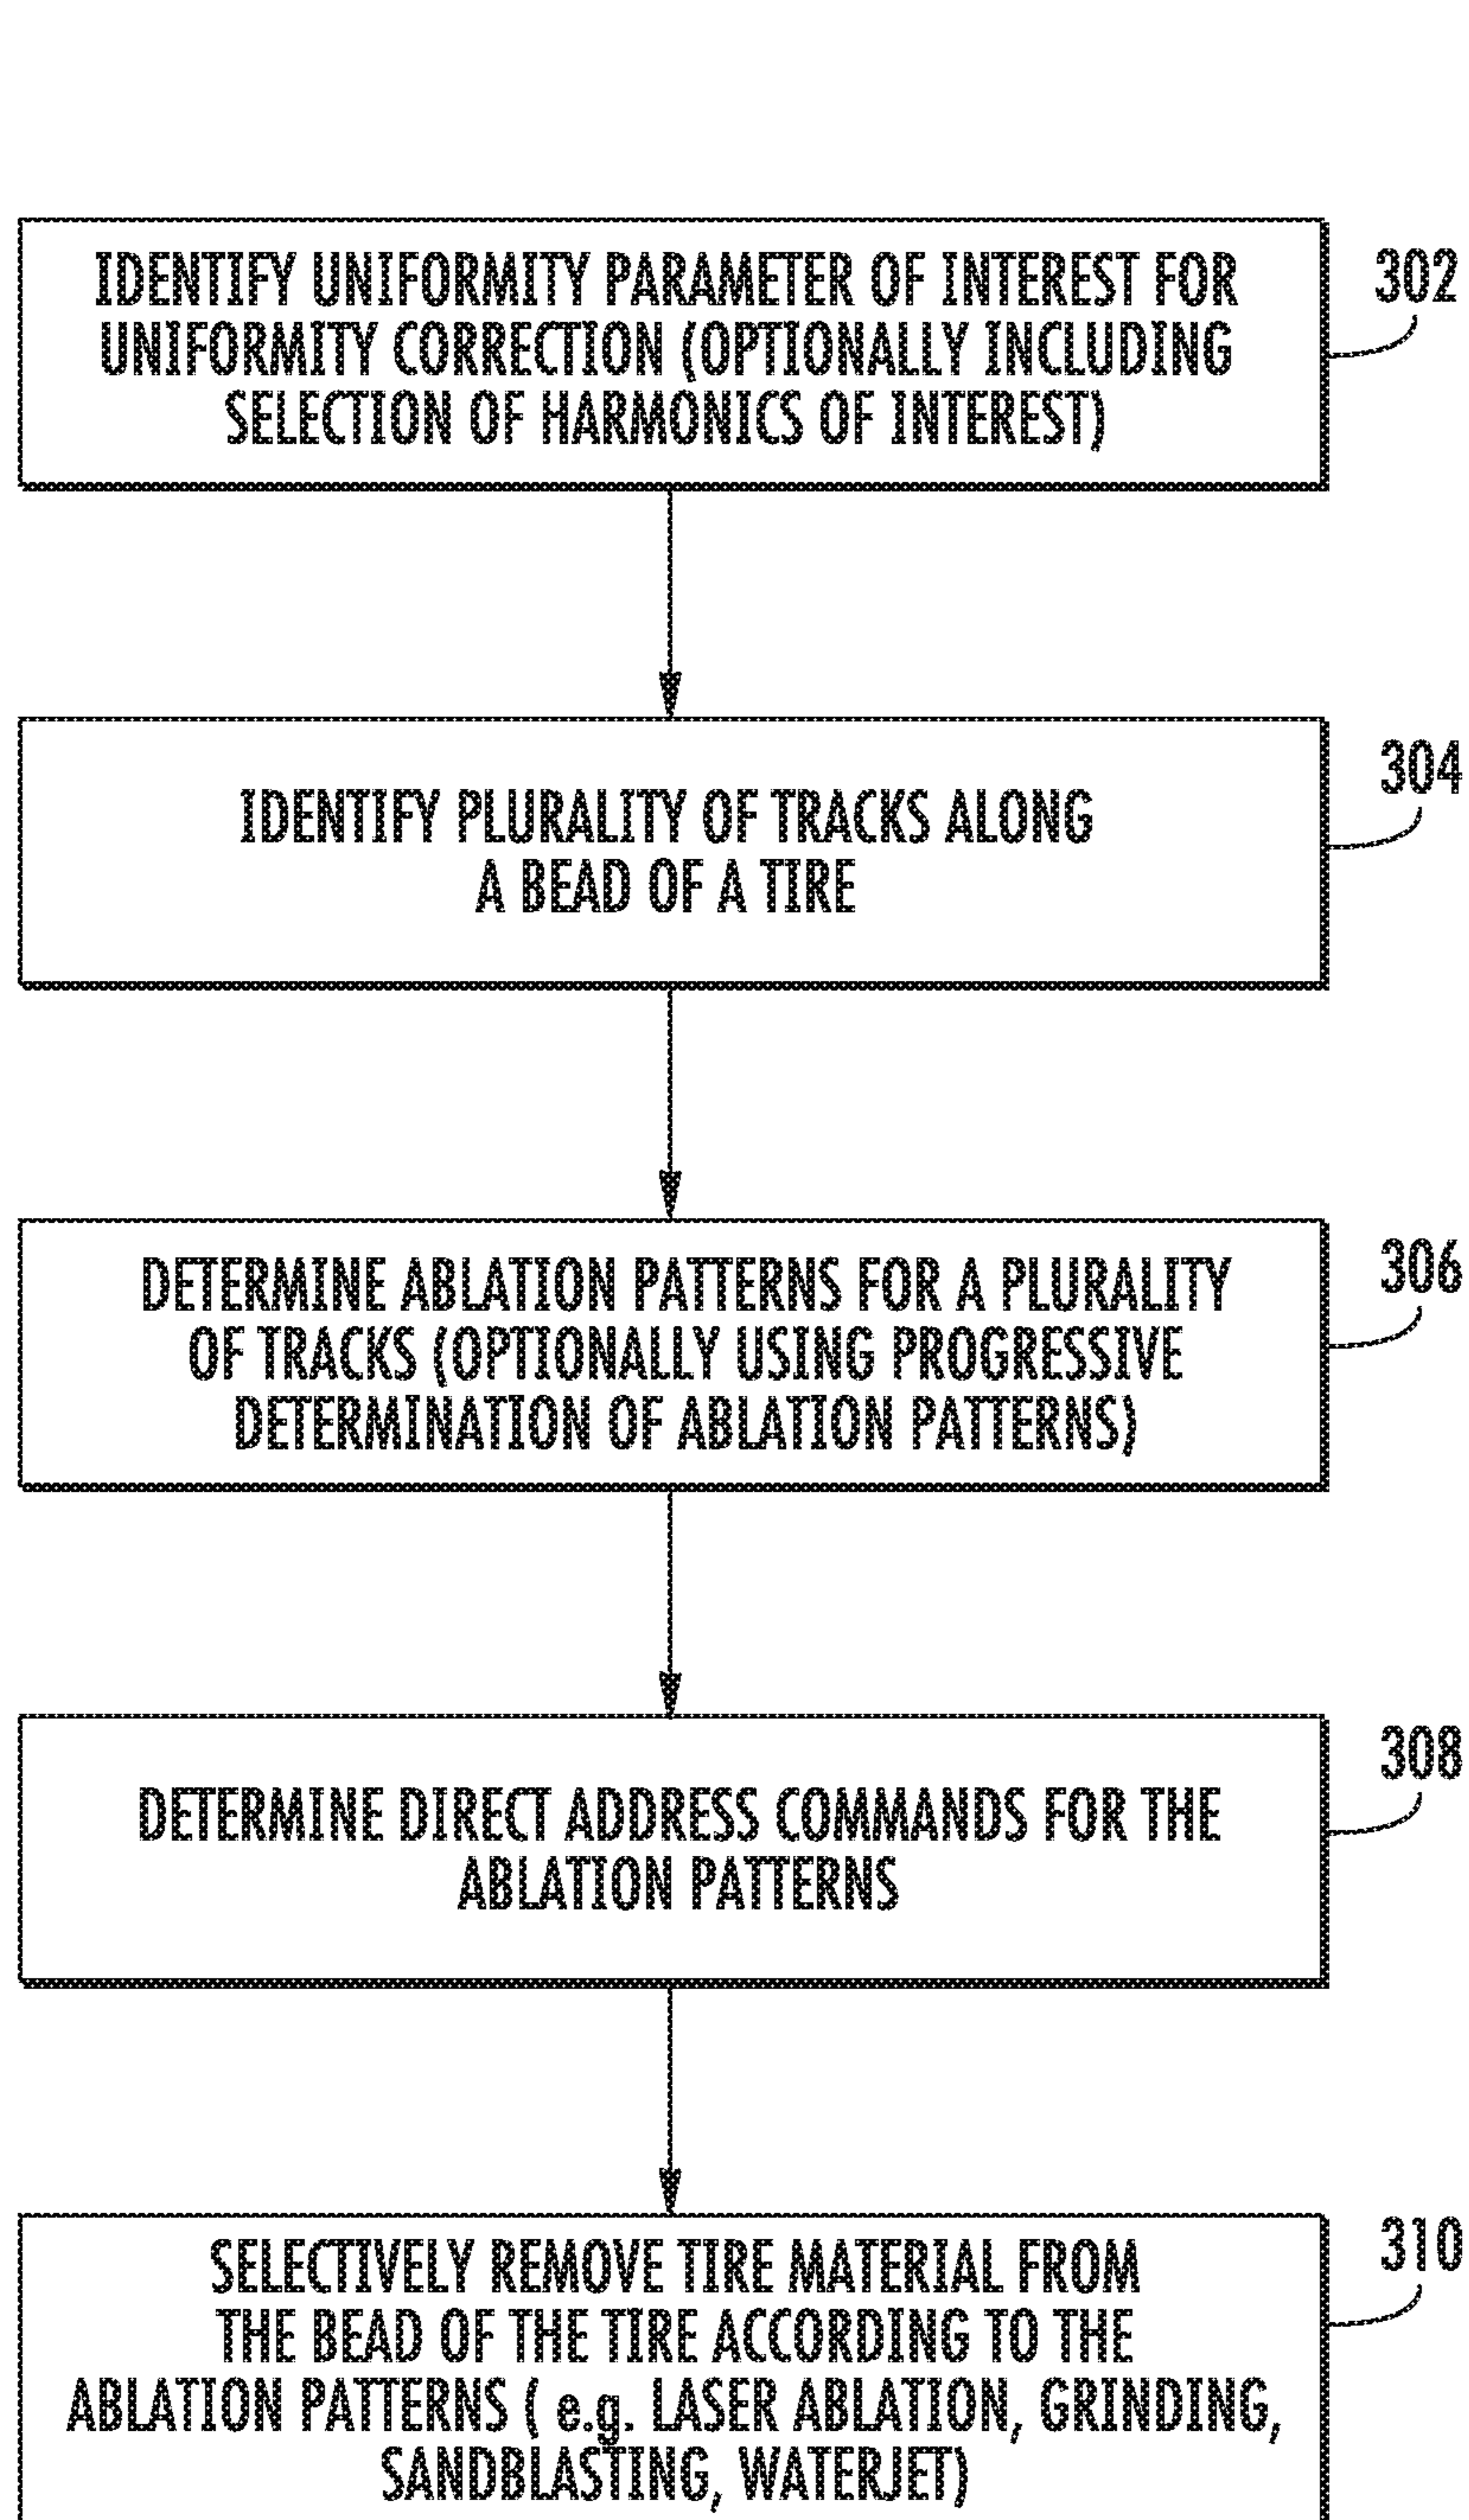 IDENTIFY UNIFORMITY PARAMETER OF INTEREST FOR
UNIFORMITY CORRECTION (OPTIONALLY INCLUDING
SELECTION OF HARMONICS OF INTEREST)
302
IDENTIFY PLURALITY OF TRACKS ALONG
A BEAD OF A TIRE
304
DETERMINE ABLATION PATTERNS FOR A PLURALITY
OF TRACKS (OPTIONALLY USING PROGRESSIVE
DETERMINATION OF ABLATION PATTERNS)
306
DETERMINE DIRECT ADDRESS COMMANDS FOR THE
ABLATION PATTERNS
308
SELECTIVELY REMOVE TIRE MATERIAL FROM
THE BEAD OF THE TIRE ACCORDING TO THE
ABLATION PATTERNS ( e.g. LASER ABLATION, GRINDING,
SANDBLASTING, WATERJET)
310